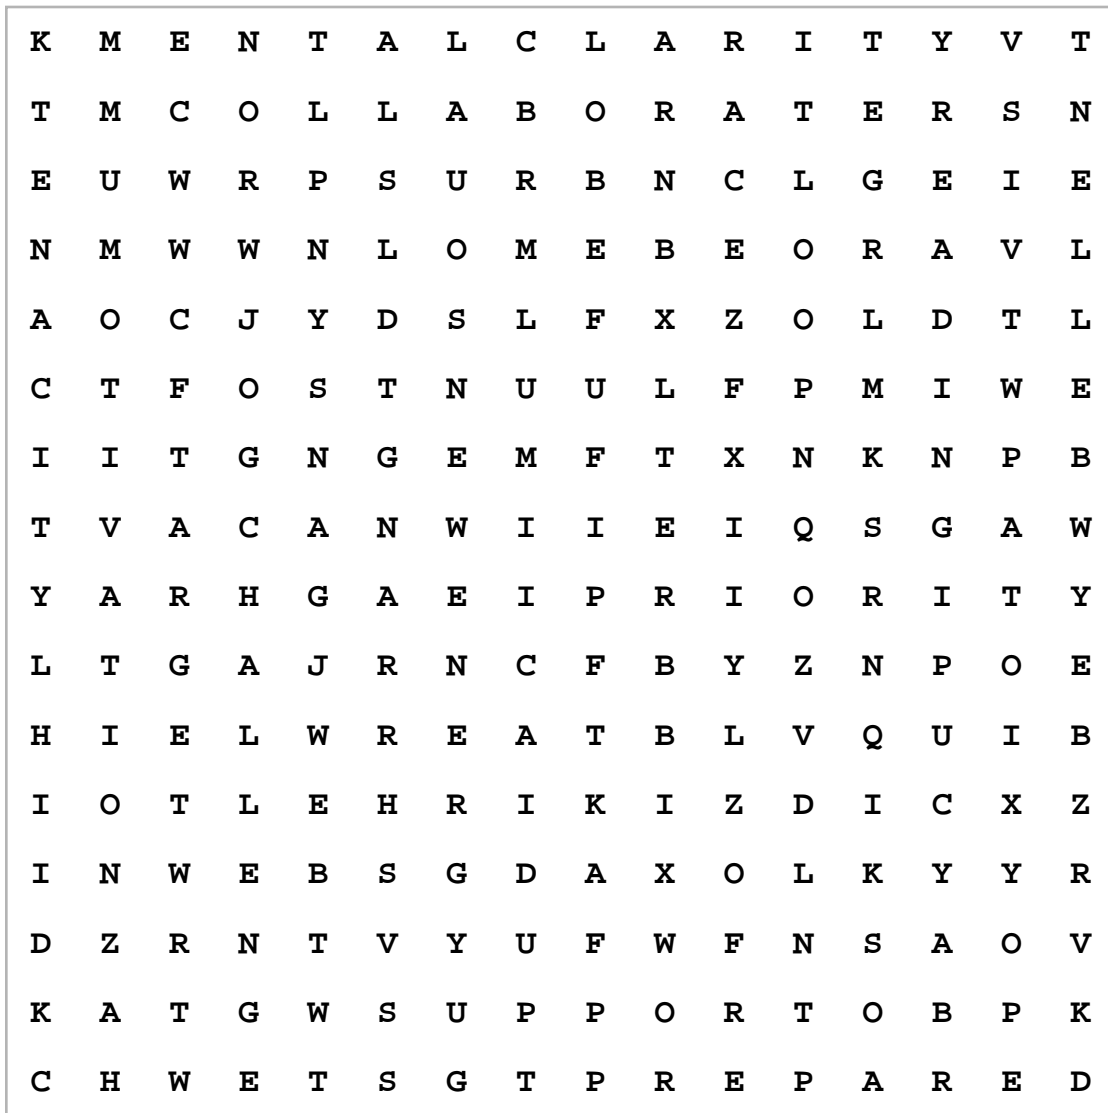 K M E N T A L C L A R I T Y V T
T M C O L L A B O R A T E R S N
E U W R P S U R B N C L G E I E
N M W W N L O M E B E O R A V L
A O C J Y D S L F X Z O L D T L
C T F O S T N U U L F P M I W E
I I T G N G E M F T X N K N P B
T V A C A N W I I E I Q S G A W
Y A R H G A E I P R I O R I T Y
L T G A J R N C F B Y Z N P O E
H I E L W R E A T B L V Q U I B
I O T L E H R I K I Z D I C X Z
I N W E B S G D A X O L K Y Y R
D Z R N T V Y U F W F N S A O V
K A T G W S U P P O R T O B P K
C H W E T S G T P R E P A R E D